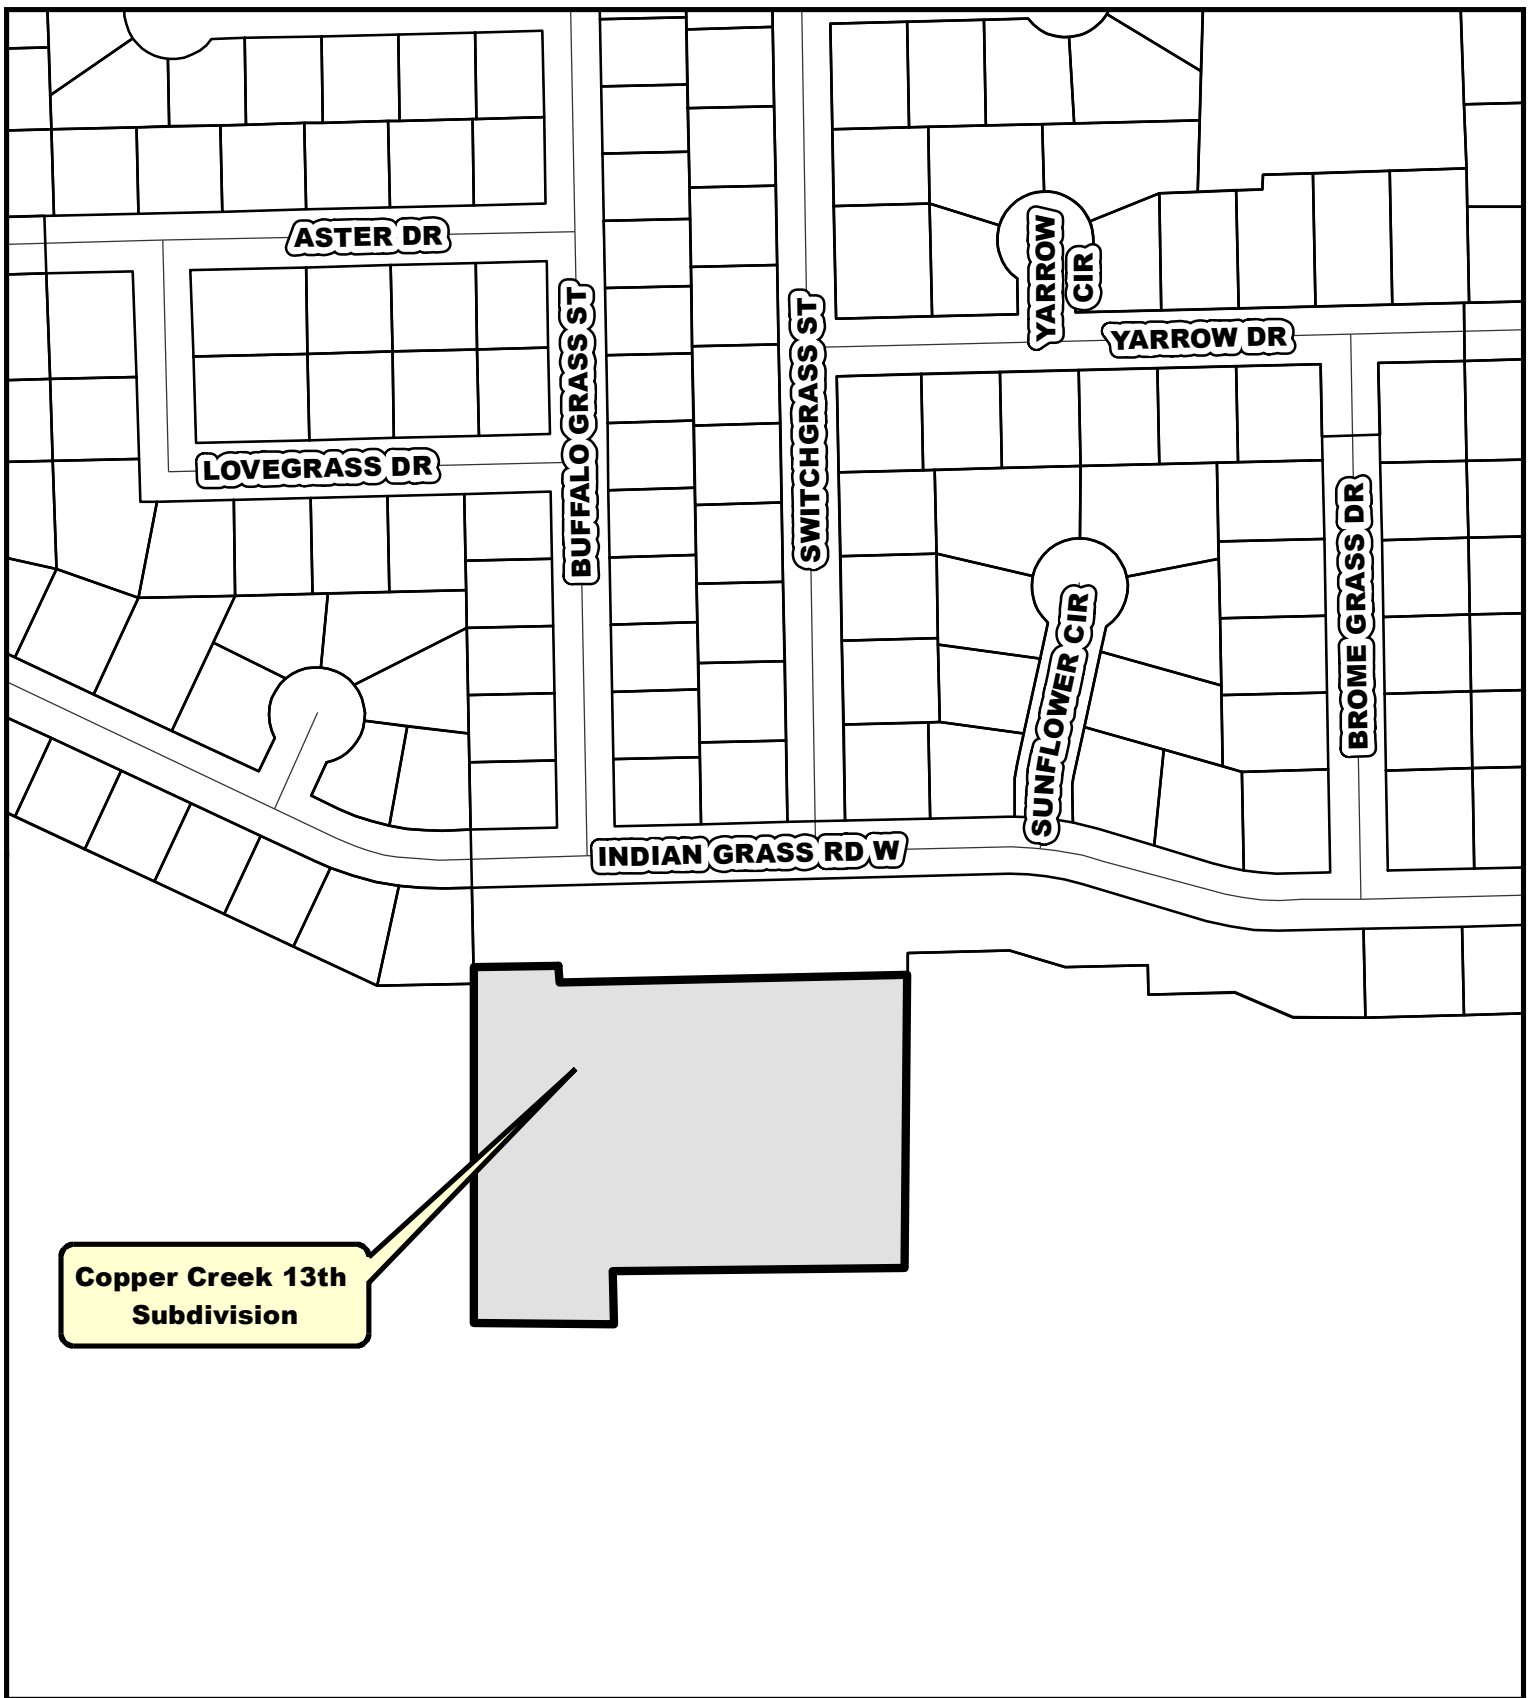 ASTER DR
YARROW
CIR
YARROW DR
BUFFALO GRASS ST
SWITCHGRASS ST
LOVEGRASS DR
BROME GRASS DR
SUNFLOWER CIR
INDIAN GRASS RD W
Copper Creek 13th
Subdivision